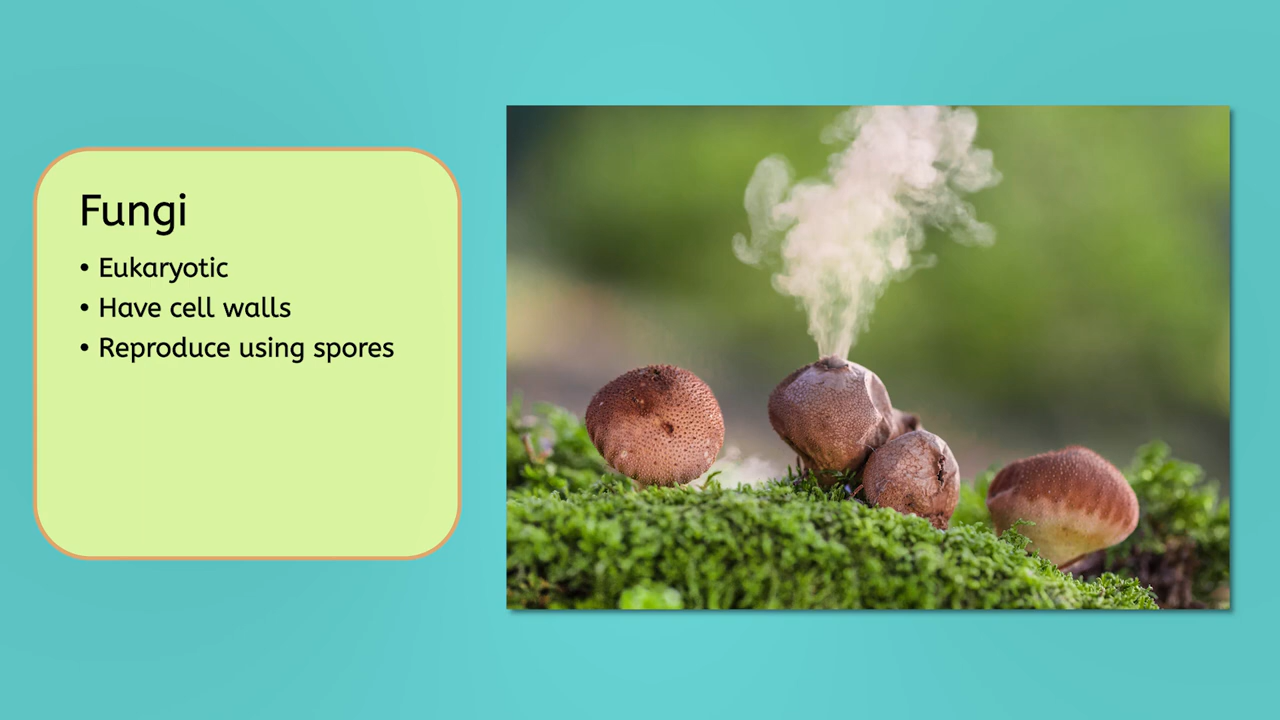 Fungi
• Eukaryotic
• Have cell walls
• Reproduce using spores